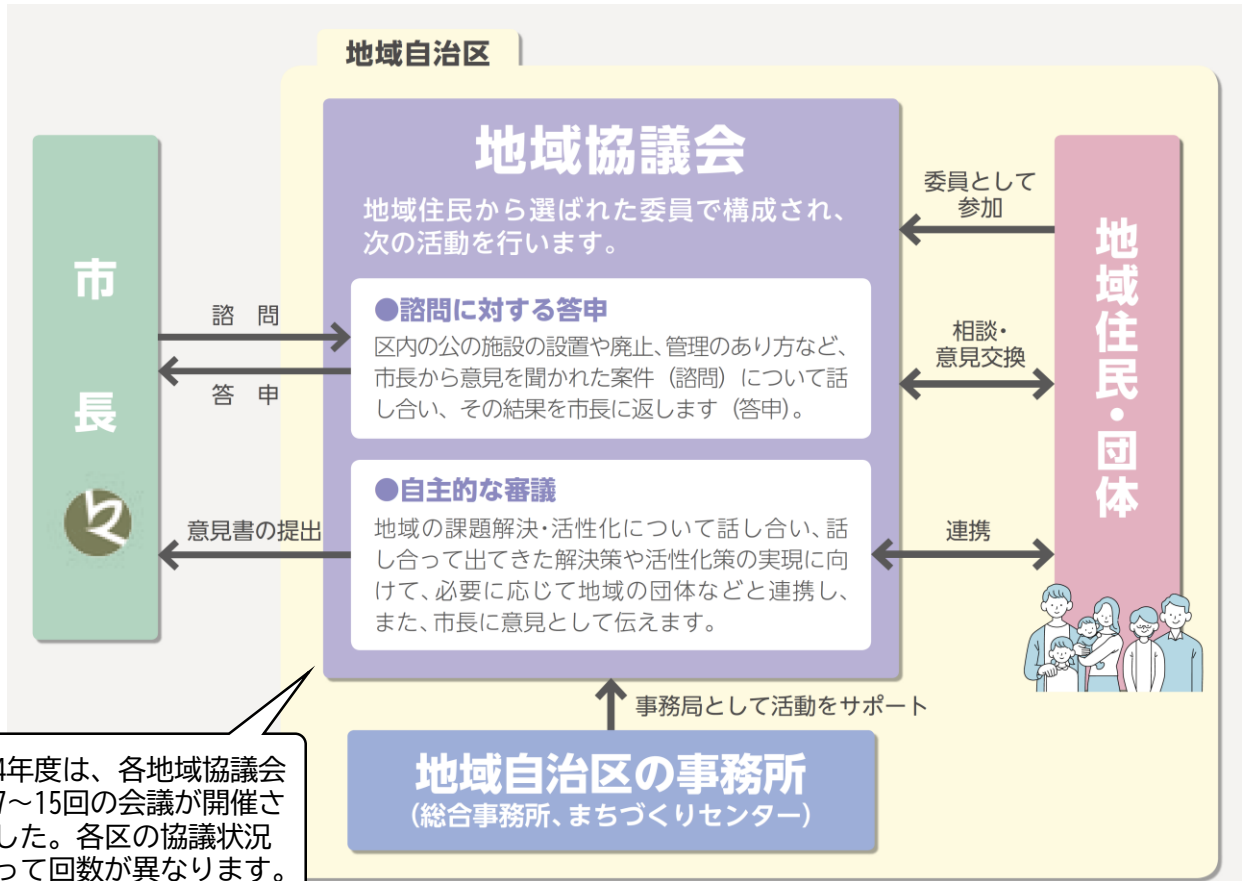 地域自治区
地域協議会
地域住民から選ばれた委員で構成され、
次の活動を行います。
●諮問に対する答申
区内の公の施設の設置や廃止、管理のあり方など、
市長から意見を聞かれた案件（諮問）について話
し合い、その結果を市長に返します（答申）。
●自主的な審議
地域の課題解決・活性化について話し合い、話
し合って出てきた解決策や活性化策の実現に向
けて、必要に応じて地域の団体などと連携し、
また、市長に意見として伝えます。
市長
諮 問
答 申
意見書の提出
委員として
参加
相談・
意見交換
連携
地域住民・団体
事務局として活動をサポート
地域自治区の事務所
（総合事務所、まちづくりセンター）
4年度は、各地域協議会
7～15回の会議が開催さ
した。各区の協議状況
って回数が異なります。